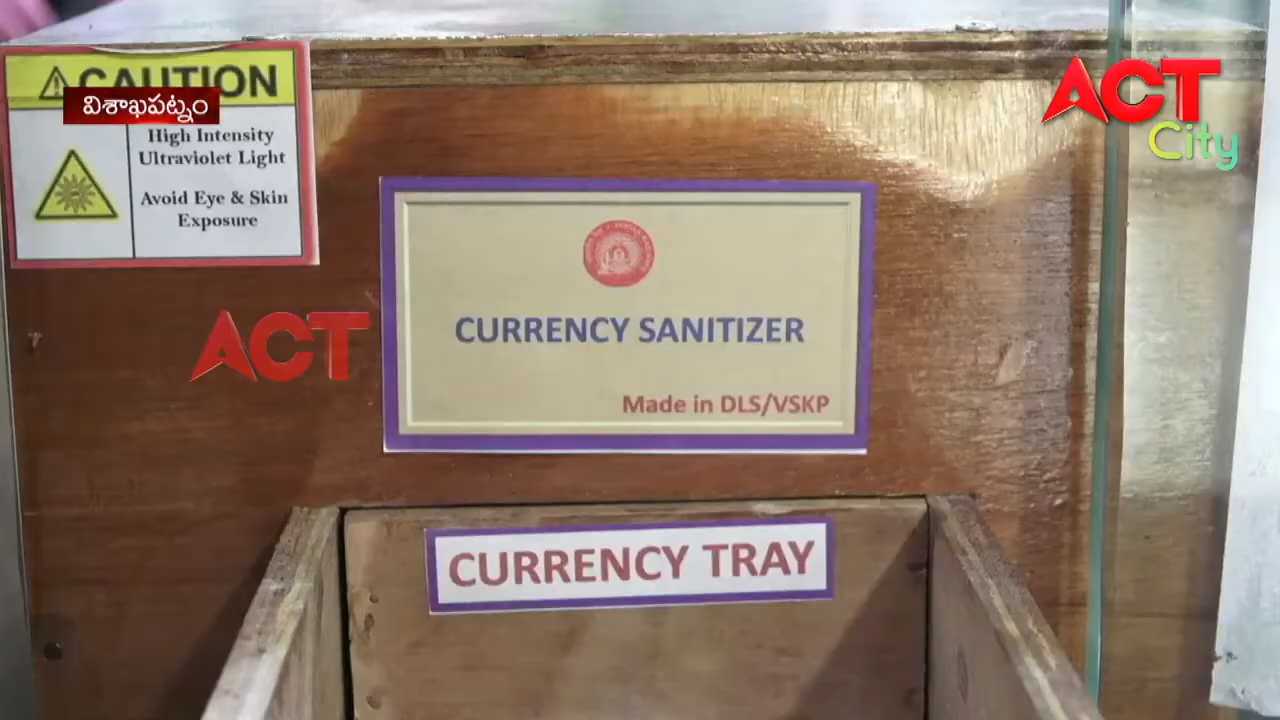 CAUTION
విశాఖపట్నం
High Intensity
Ultraviolet Light
Avoid Eye & Skin
Exposure
ACT
City
ACT
CURRENCY SANITIZER
Made in DLS/VSKP
CURRENCY TRAY